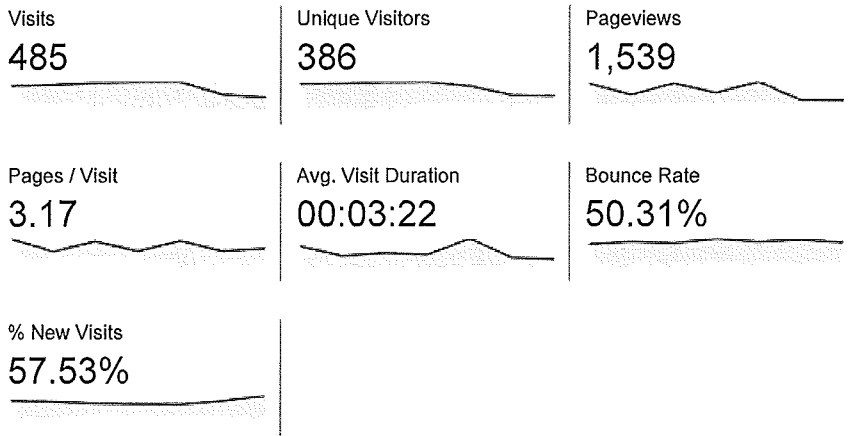 Visits
485
Unique Visitors
386
Pageviews
1,539
Pages / Visit
3.17
Avg. Visit Duration
00:03:22
Bounce Rate
50.31%
% New Visits
57.53%